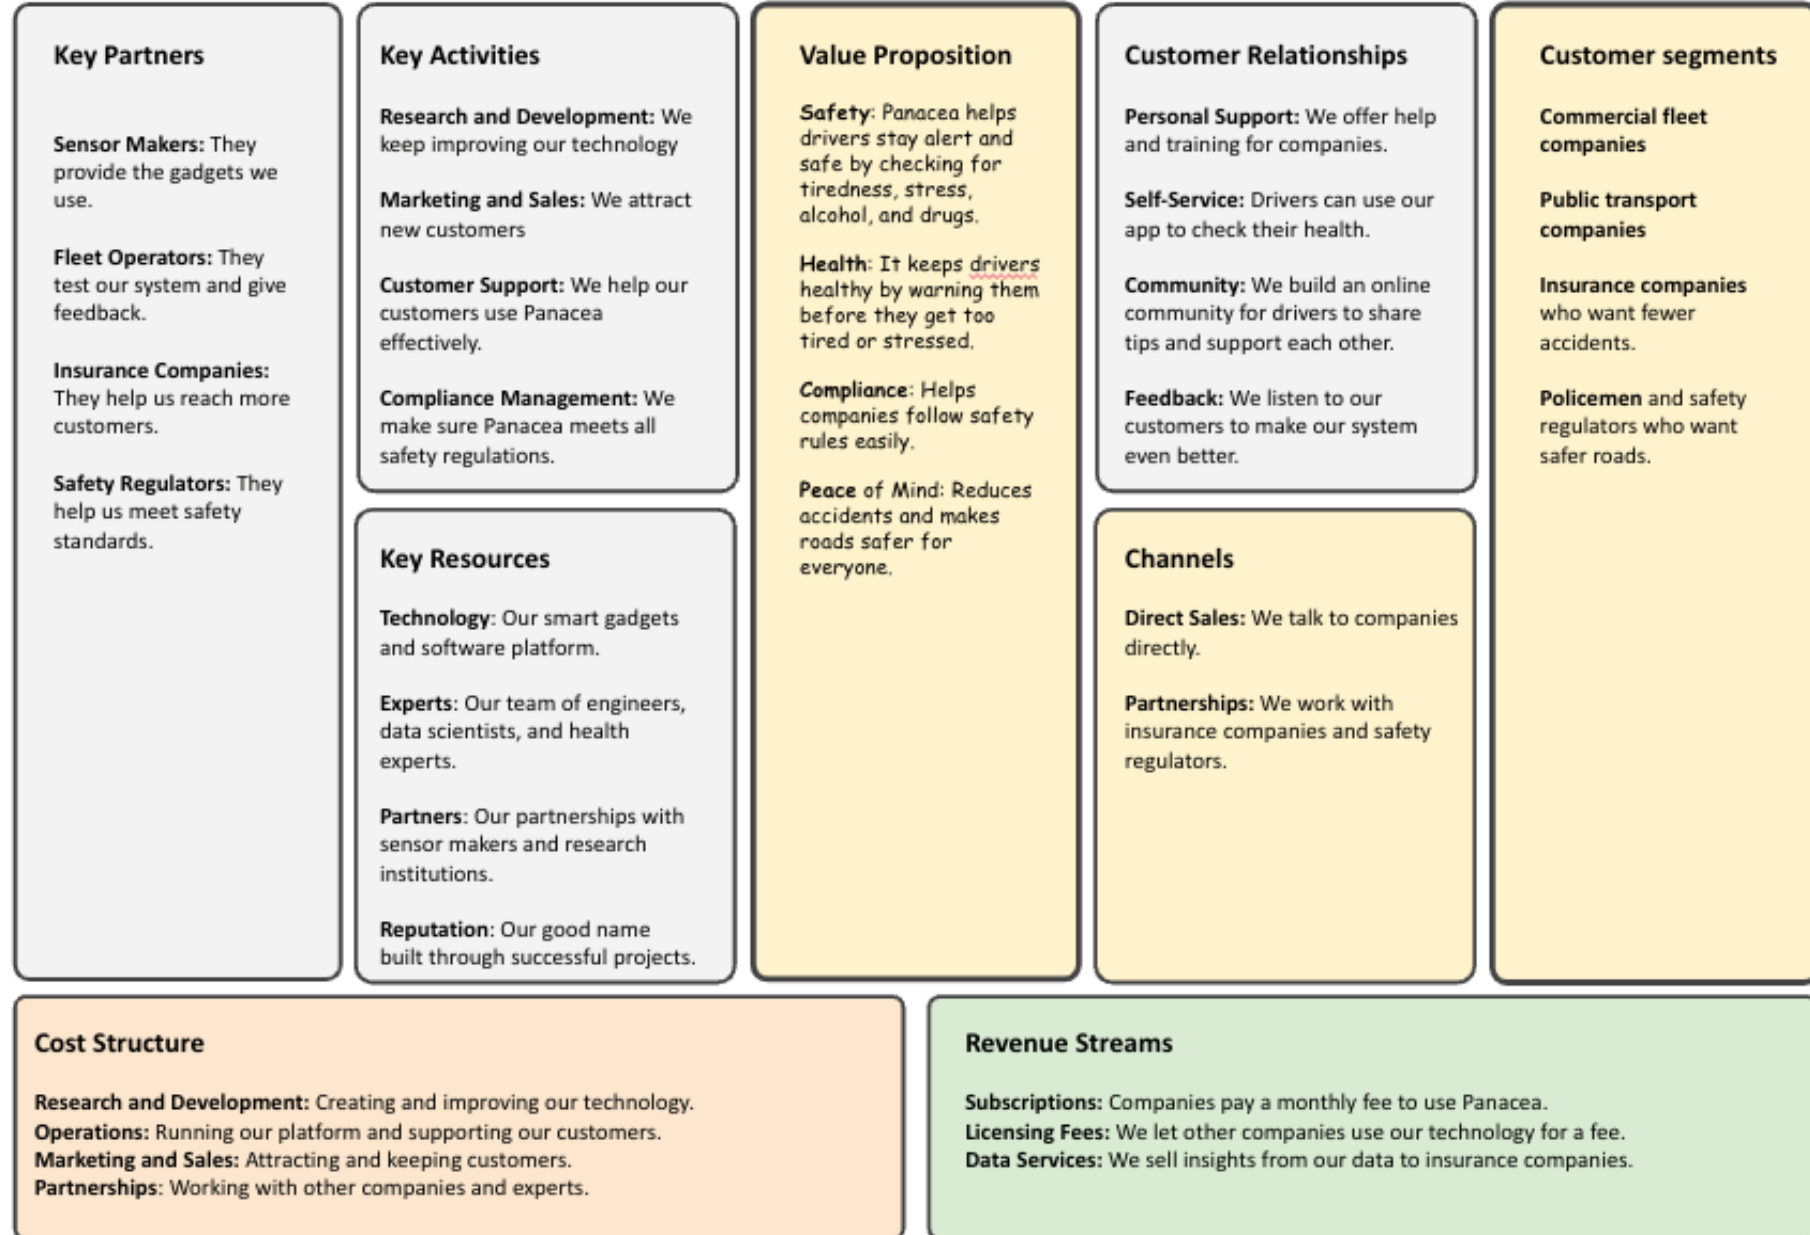 Key Partners
Sensor Makers: They
provide the gadgets we
use.
Fleet Operators: They
test our system and give
feedback.
Insurance Companies:
They help us reach more
customers.
Safety Regulators: They
help us meet safety
standards.
Key Activities
Research and Development: We
keep improving our technology
Marketing and Sales: We attract
new customers
Customer Support: We help our
customers use Panacea
effectively.
Compliance Management: We
make sure Panacea meets all
safety regulations.
Key Resources
Technology: Our smart gadgets
and software platform.
Experts: Our team of engineers,
data scientists, and health
experts.
Partners: Our partnerships with
sensor makers and research
institutions.
Reputation: Our good name
built through successful projects.
Value Proposition
Safety: Panacea helps
drivers stay alert and
safe by checking for
tiredness, stress,
alcohol, and drugs.
Health: It keeps drivers
healthy by warning them
before they get too
tired or stressed.
Compliance: Helps
companies follow safety
rules easily.
Peace of Mind: Reduces
accidents and makes
roads safer for
everyone.
Customer Relationships
Personal Support: We offer help
and training for companies.
Self-Service: Drivers can use our
app to check their health.
Community: We build an online
community for drivers to share
tips and support each other.
Feedback: We listen to our
customers to make our system
even better.
Channels
Direct Sales: We talk to companies
directly.
Partnerships: We work with
insurance companies and safety
regulators.
Customer segments
Commercial fleet
companies
Public transport
companies
Insurance companies
who want fewer
accidents.
Policemen and safety
regulators who want
safer roads.
Cost Structure
Research and Development: Creating and improving our technology.
Operations: Running our platform and supporting our customers.
Marketing and Sales: Attracting and keeping customers.
Partnerships: Working with other companies and experts.
Revenue Streams
Subscriptions: Companies pay a monthly fee to use Panacea.
Licensing Fees: We let other companies use our technology for a fee.
Data Services: We sell insights from our data to insurance companies.